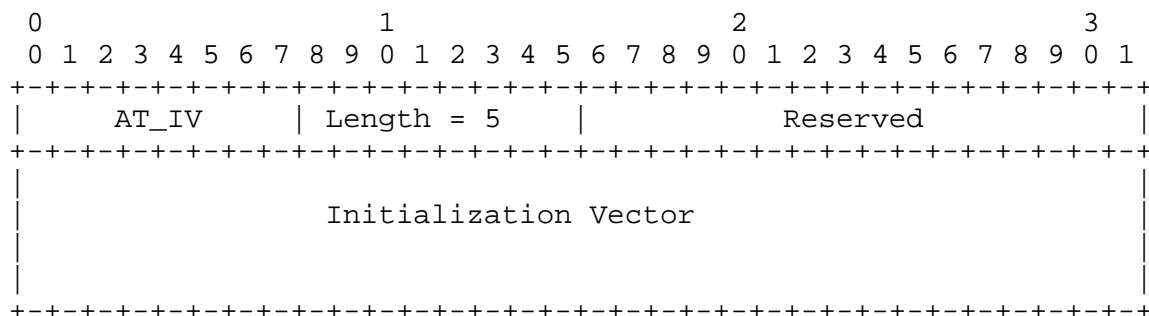 0                   1                   2                   3
 0 1 2 3 4 5 6 7 8 9 0 1 2 3 4 5 6 7 8 9 0 1 2 3 4 5 6 7 8 9 0 1
+-+-+-+-+-+-+-+-+-+-+-+-+-+-+-+-+-+-+-+-+-+-+-+-+-+-+-+-+-+-+-+-+
|     AT_IV     | Length = 5    |           Reserved            |
+-+-+-+-+-+-+-+-+-+-+-+-+-+-+-+-+-+-+-+-+-+-+-+-+-+-+-+-+-+-+-+-+
|                                                               |
|                 Initialization Vector                         |
|                                                               |
|                                                               |
+-+-+-+-+-+-+-+-+-+-+-+-+-+-+-+-+-+-+-+-+-+-+-+-+-+-+-+-+-+-+-+-+